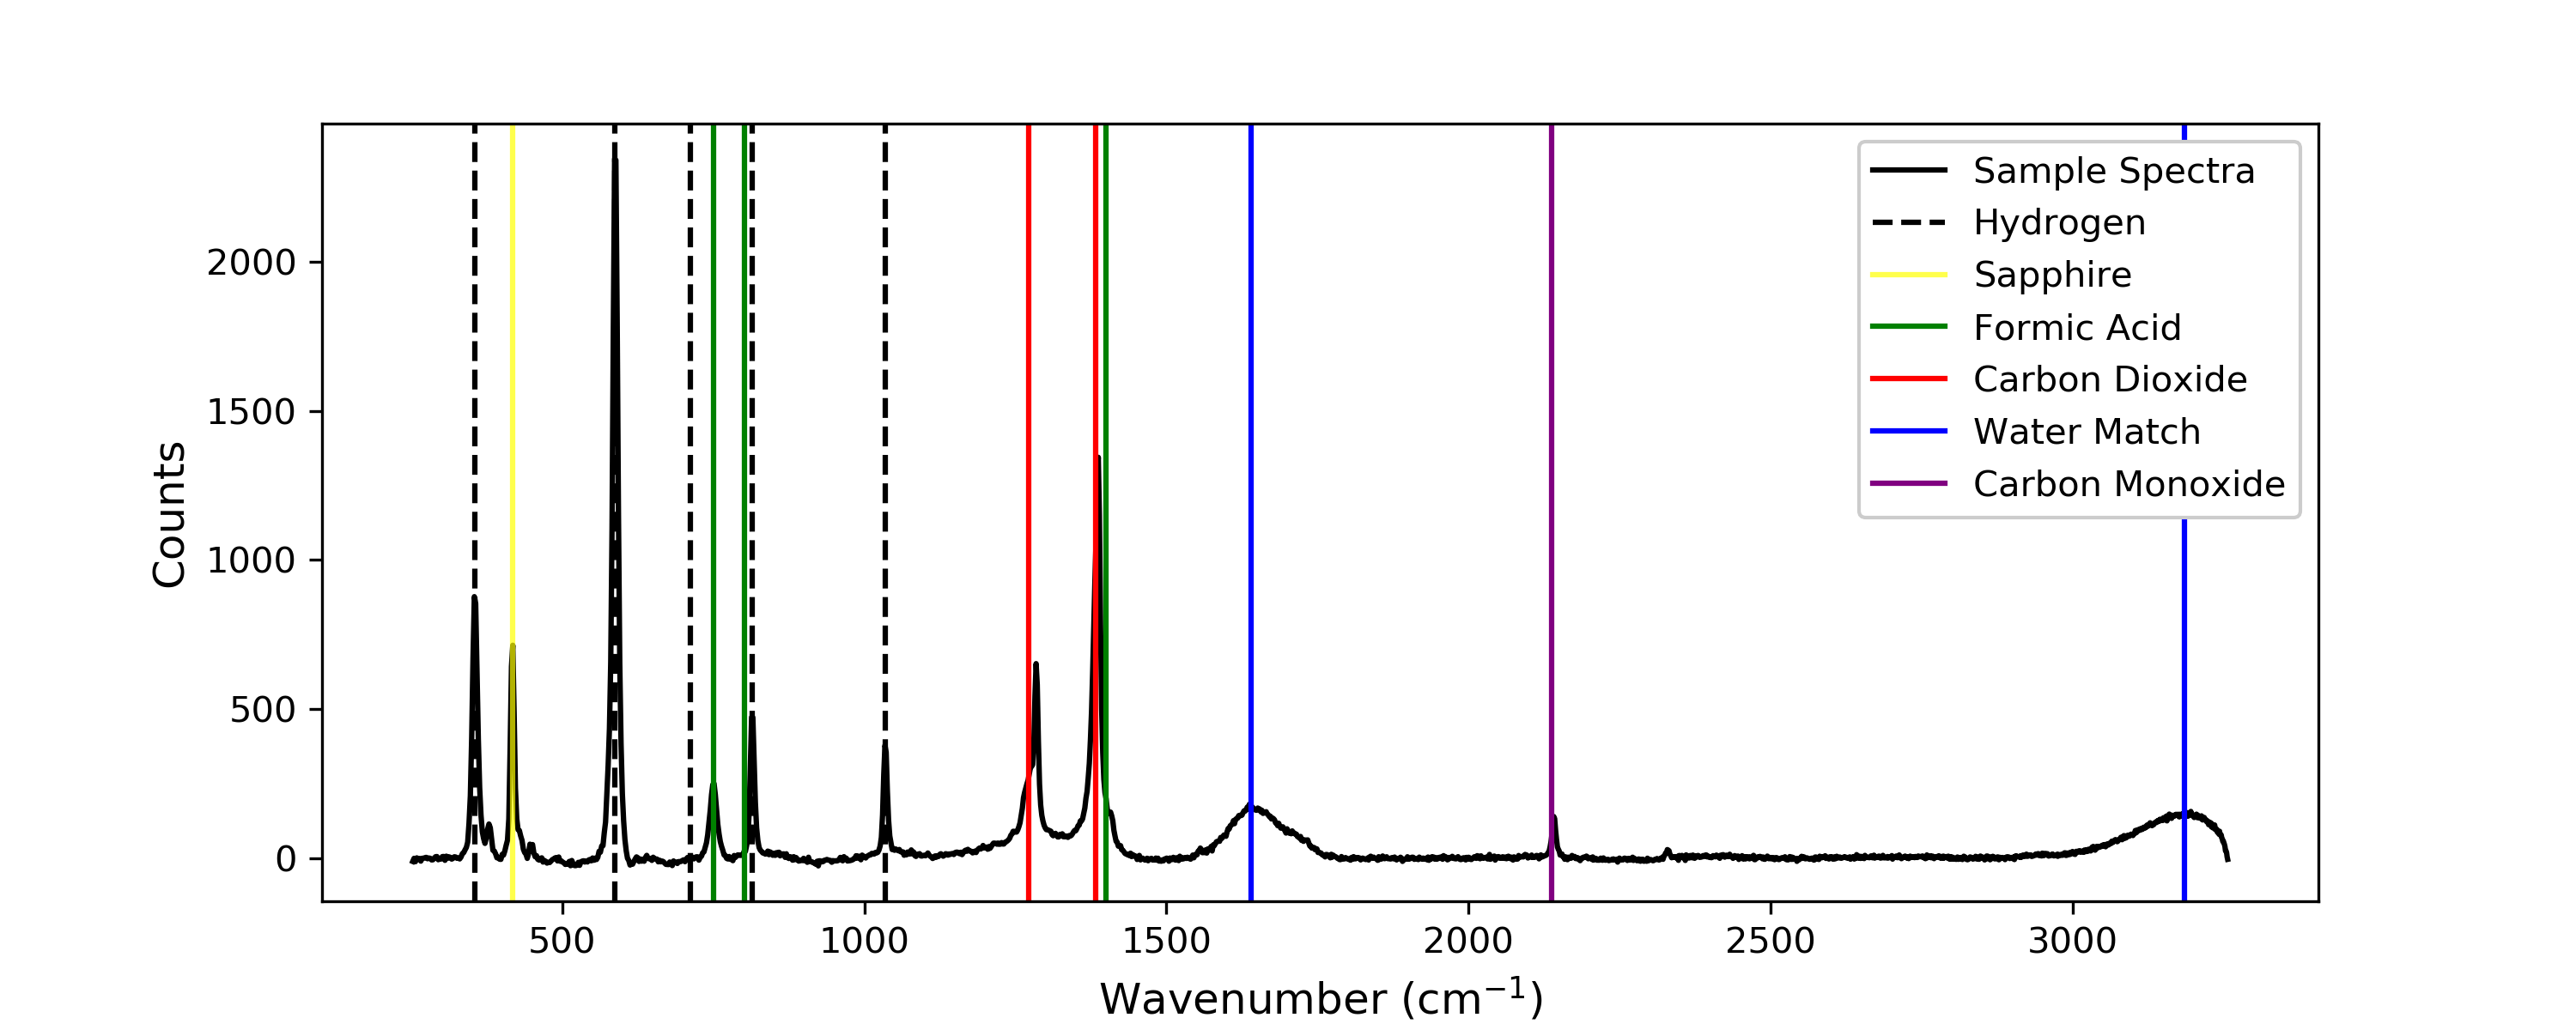 Sample Spectra
Hydrogen
Sapphire
Formic Acid
Carbon Dioxide
Water Match
Carbon Monoxide
2000
1500
1000
500
0
Counts
500 1000 1500 2000 2500 3000
Wavenumber (cm⁻¹)